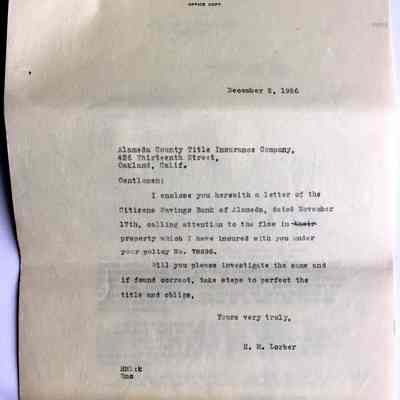 OFFICE COPY
December 2, 1936
Alameda County Title Insurance Company,
426 Thirteenth Street,
Oakland, Calif.
Gentlemen:
I enclose you herewith a letter of the
Citizens Savings Bank of Alameda, dated November
17th, calling attention to the flaw in their
property which I have insured with you under
your policy No.
Will you please investigate the same and
if found correct, take steps to perfect the
title and oblige,
Yours very truly,
H. M. Lorber
Enc